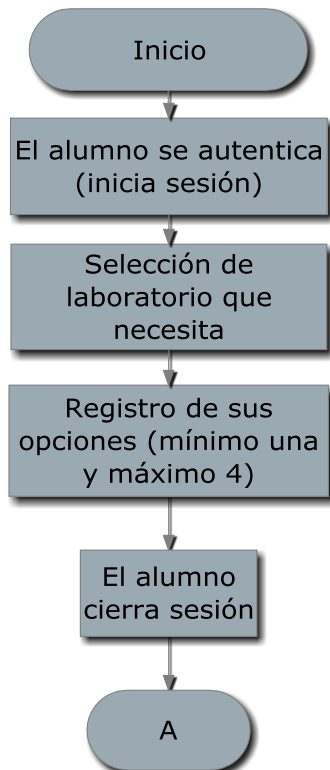 Inicio
El alumno se autentica
(inicia sesión)
Selección de
laboratorio que
necesita
Registro de sus
opciones (mínimo una
y máximo 4)
El alumno
cierra sesión
A